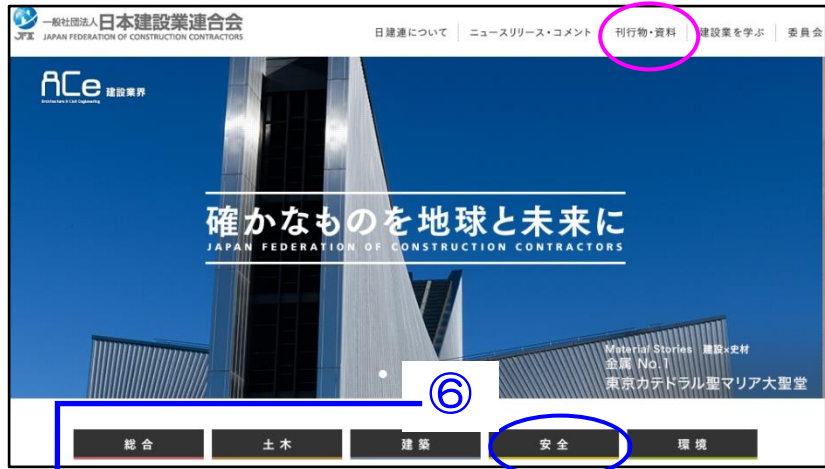 一般社団法人日本建設業連合会
JAPAN FEDERATION OF CONSTRUCTION CONTRACTORS
日建連について ニュースリリース・コメント 刊行物・資料 建設業を学ぶ 委員会
ACe 建設業界
Architecture & Civil Engineering
確かなものを地球と未来に
JAPAN FEDERATION OF CONSTRUCTION CONTRACTORS
Material Stories 建設×史材
金属 No.1
東京カテドラル聖マリア大聖堂
⑥
総合 土木 建築 安全 環境